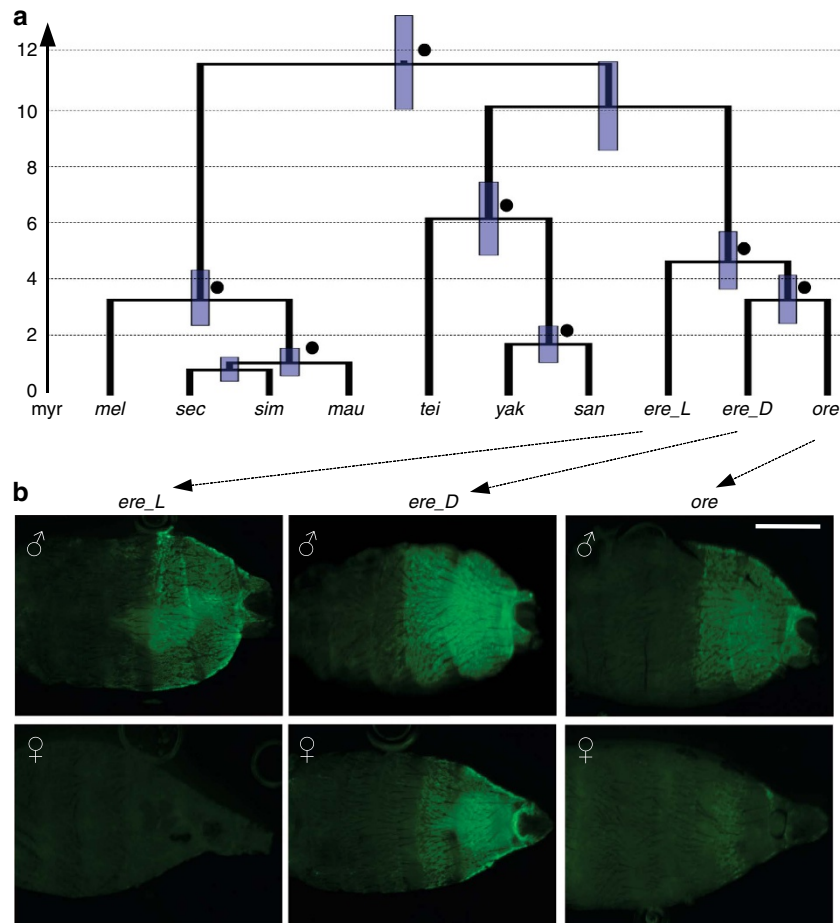 a
12
10
8
6
4
2
0
myr mel sec sim mau tei yak san ere_L ere_D ore
b
ere_L ere_D ore
♂ ♂ ♂
♀ ♀ ♀